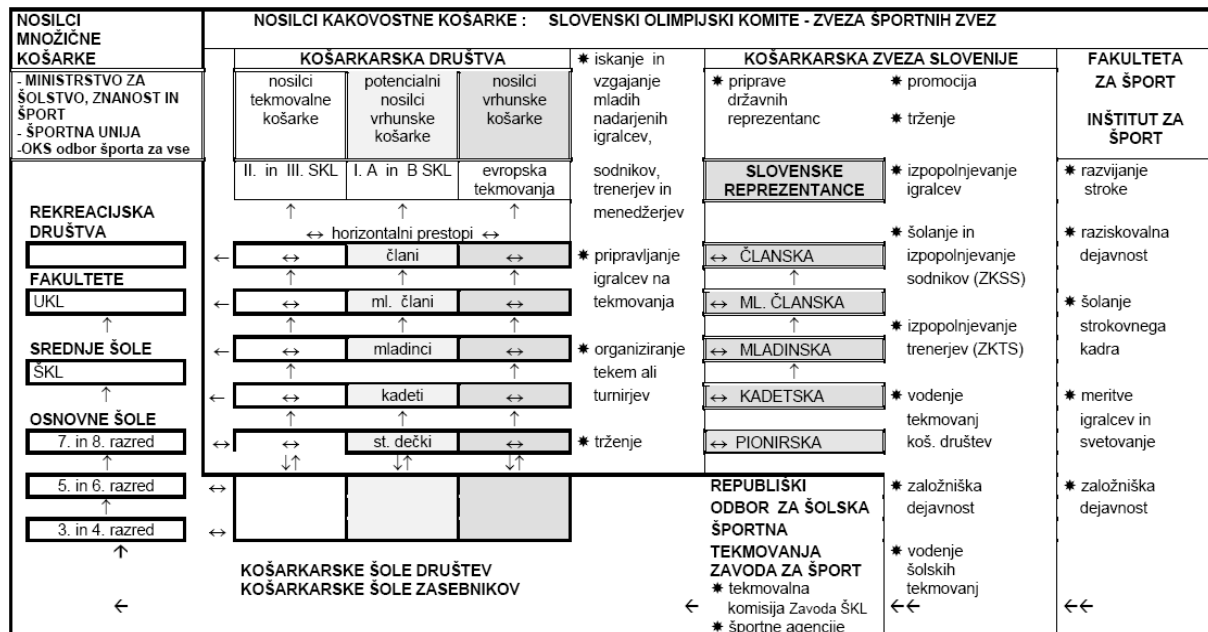 NOSILCI
MNOŽIČNE
KOŠARKE
- MINISTRSTVO ZA
ŠOLSTVO, ZNANOST IN
ŠPORT
- ŠPORTNA UNIJA
-OKS odbor športa za vse
REKREACIJSKA
DRUŠTVA
FAKULTETE
UKL
↑
SREDNJE ŠOLE
ŠKL
↑
OSNOVNE ŠOLE
7. in 8. razred
↑
5. in 6. razred
↑
3. in 4. razred
↑
←
NOSILCI KAKOVOSTNE KOŠARKE : SLOVENSKI OLIMPIJSKI KOMITE - ZVEZA ŠPORTNIH ZVEZ
KOŠARKARSKA DRUŠTVA
nosilci
tekmovalne
košarke
potencialni
nosilci
vrhunske
košarke
nosilci
vrhunske
košarke
II. in III. SKL
I. A in B SKL
evropska
tekmovanja
↑ ↑ ↑
↔ horizontalni prestopi ↔
← ↔ člani ↔
↑ ↑ ↑
← ↔ ml. člani ↔
↑ ↑ ↑
← ↔ mladinci ↔
↑ ↑ ↑
← ↔ kadeti ↔
↑ ↑ ↑
↔ ↔ st. dečki ↔
↓↑ ↓↑ ↓↑
↔
↔
KOŠARKARSKE ŠOLE DRUŠTEV
KOŠARKARSKE ŠOLE ZASEBNIKOV
✷ iskanje in
vzgajanje
mladih
nadarjenih
igralcev,
sodnikov,
trenerjev in
menedžerjev
✷ pripravljanje
igralcev na
tekmovanja
✷ organiziranje
tekem ali
turnirjev
✷ trženje
←
KOŠARKARSKA ZVEZA SLOVENIJE
✷ priprave
državnih
reprezentanc
SLOVENSKE
REPREZENTANCE
↔ ČLANSKA
↑
↔ ML. ČLANSKA
↑
↔ MLADINSKA
↑
↔ KADETSKA
↔ PIONIRSKA
REPUBLIŠKI
ODBOR ZA ŠOLSKA
ŠPORTNA
TEKMOVANJA
ZAVODA ZA ŠPORT
✷ tekmovalna
komisija Zavoda ŠKL
✷ športne agencije
✷ promocija
✷ trženje
✷ izpopolnjevanje
igralcev
✷ šolanje in
izpopolnjevanje
sodnikov (ZKSS)
✷ izpopolnjevanje
trenerjev (ZKTS)
✷ vodenje
tekmovanj
koš. društev
✷ založniška
dejavnost
✷ vodenje
šolskih
tekmovanj
←←
FAKULTETA
ZA ŠPORT
INŠTITUT ZA
ŠPORT
✷ razvijanje
stroke
✷ raziskovalna
dejavnost
✷ šolanje
strokovnega
kadra
✷ meritve
igralcev in
svetovanje
✷ založniška
dejavnost
←←